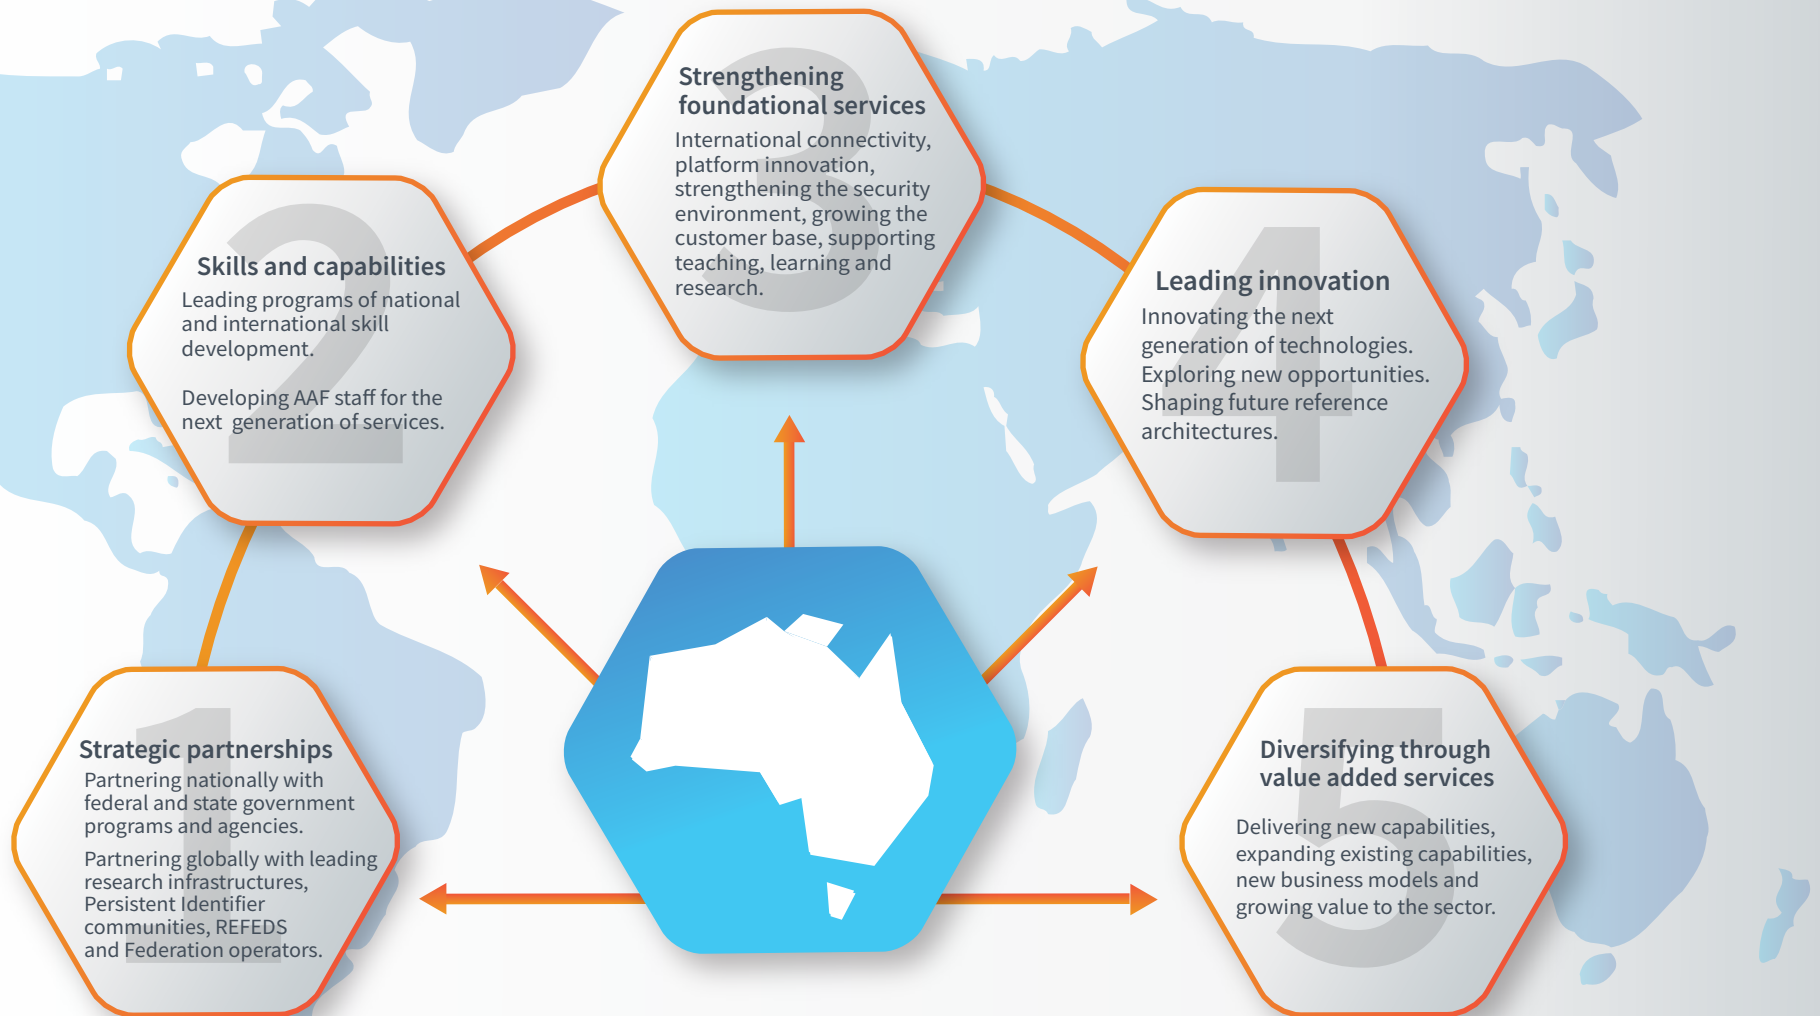 1
Strategic partnerships
Partnering nationally with
federal and state government
programs and agencies.
Partnering globally with leading
research infrastructures,
Persistent Identifier
communities, REFEDS
and Federation operators.
2
Skills and capabilities
Leading programs of national
and international skill
development.
Developing AAF staff for the
next generation of services.
3
Strengthening
foundational services
International connectivity,
platform innovation,
strengthening the security
environment, growing the
customer base, supporting
teaching, learning and
research.
4
Leading innovation
Innovating the next
generation of technologies.
Exploring new opportunities.
Shaping future reference
architectures.
5
Diversifying through
value added services
Delivering new capabilities,
expanding existing capabilities,
new business models and
growing value to the sector.